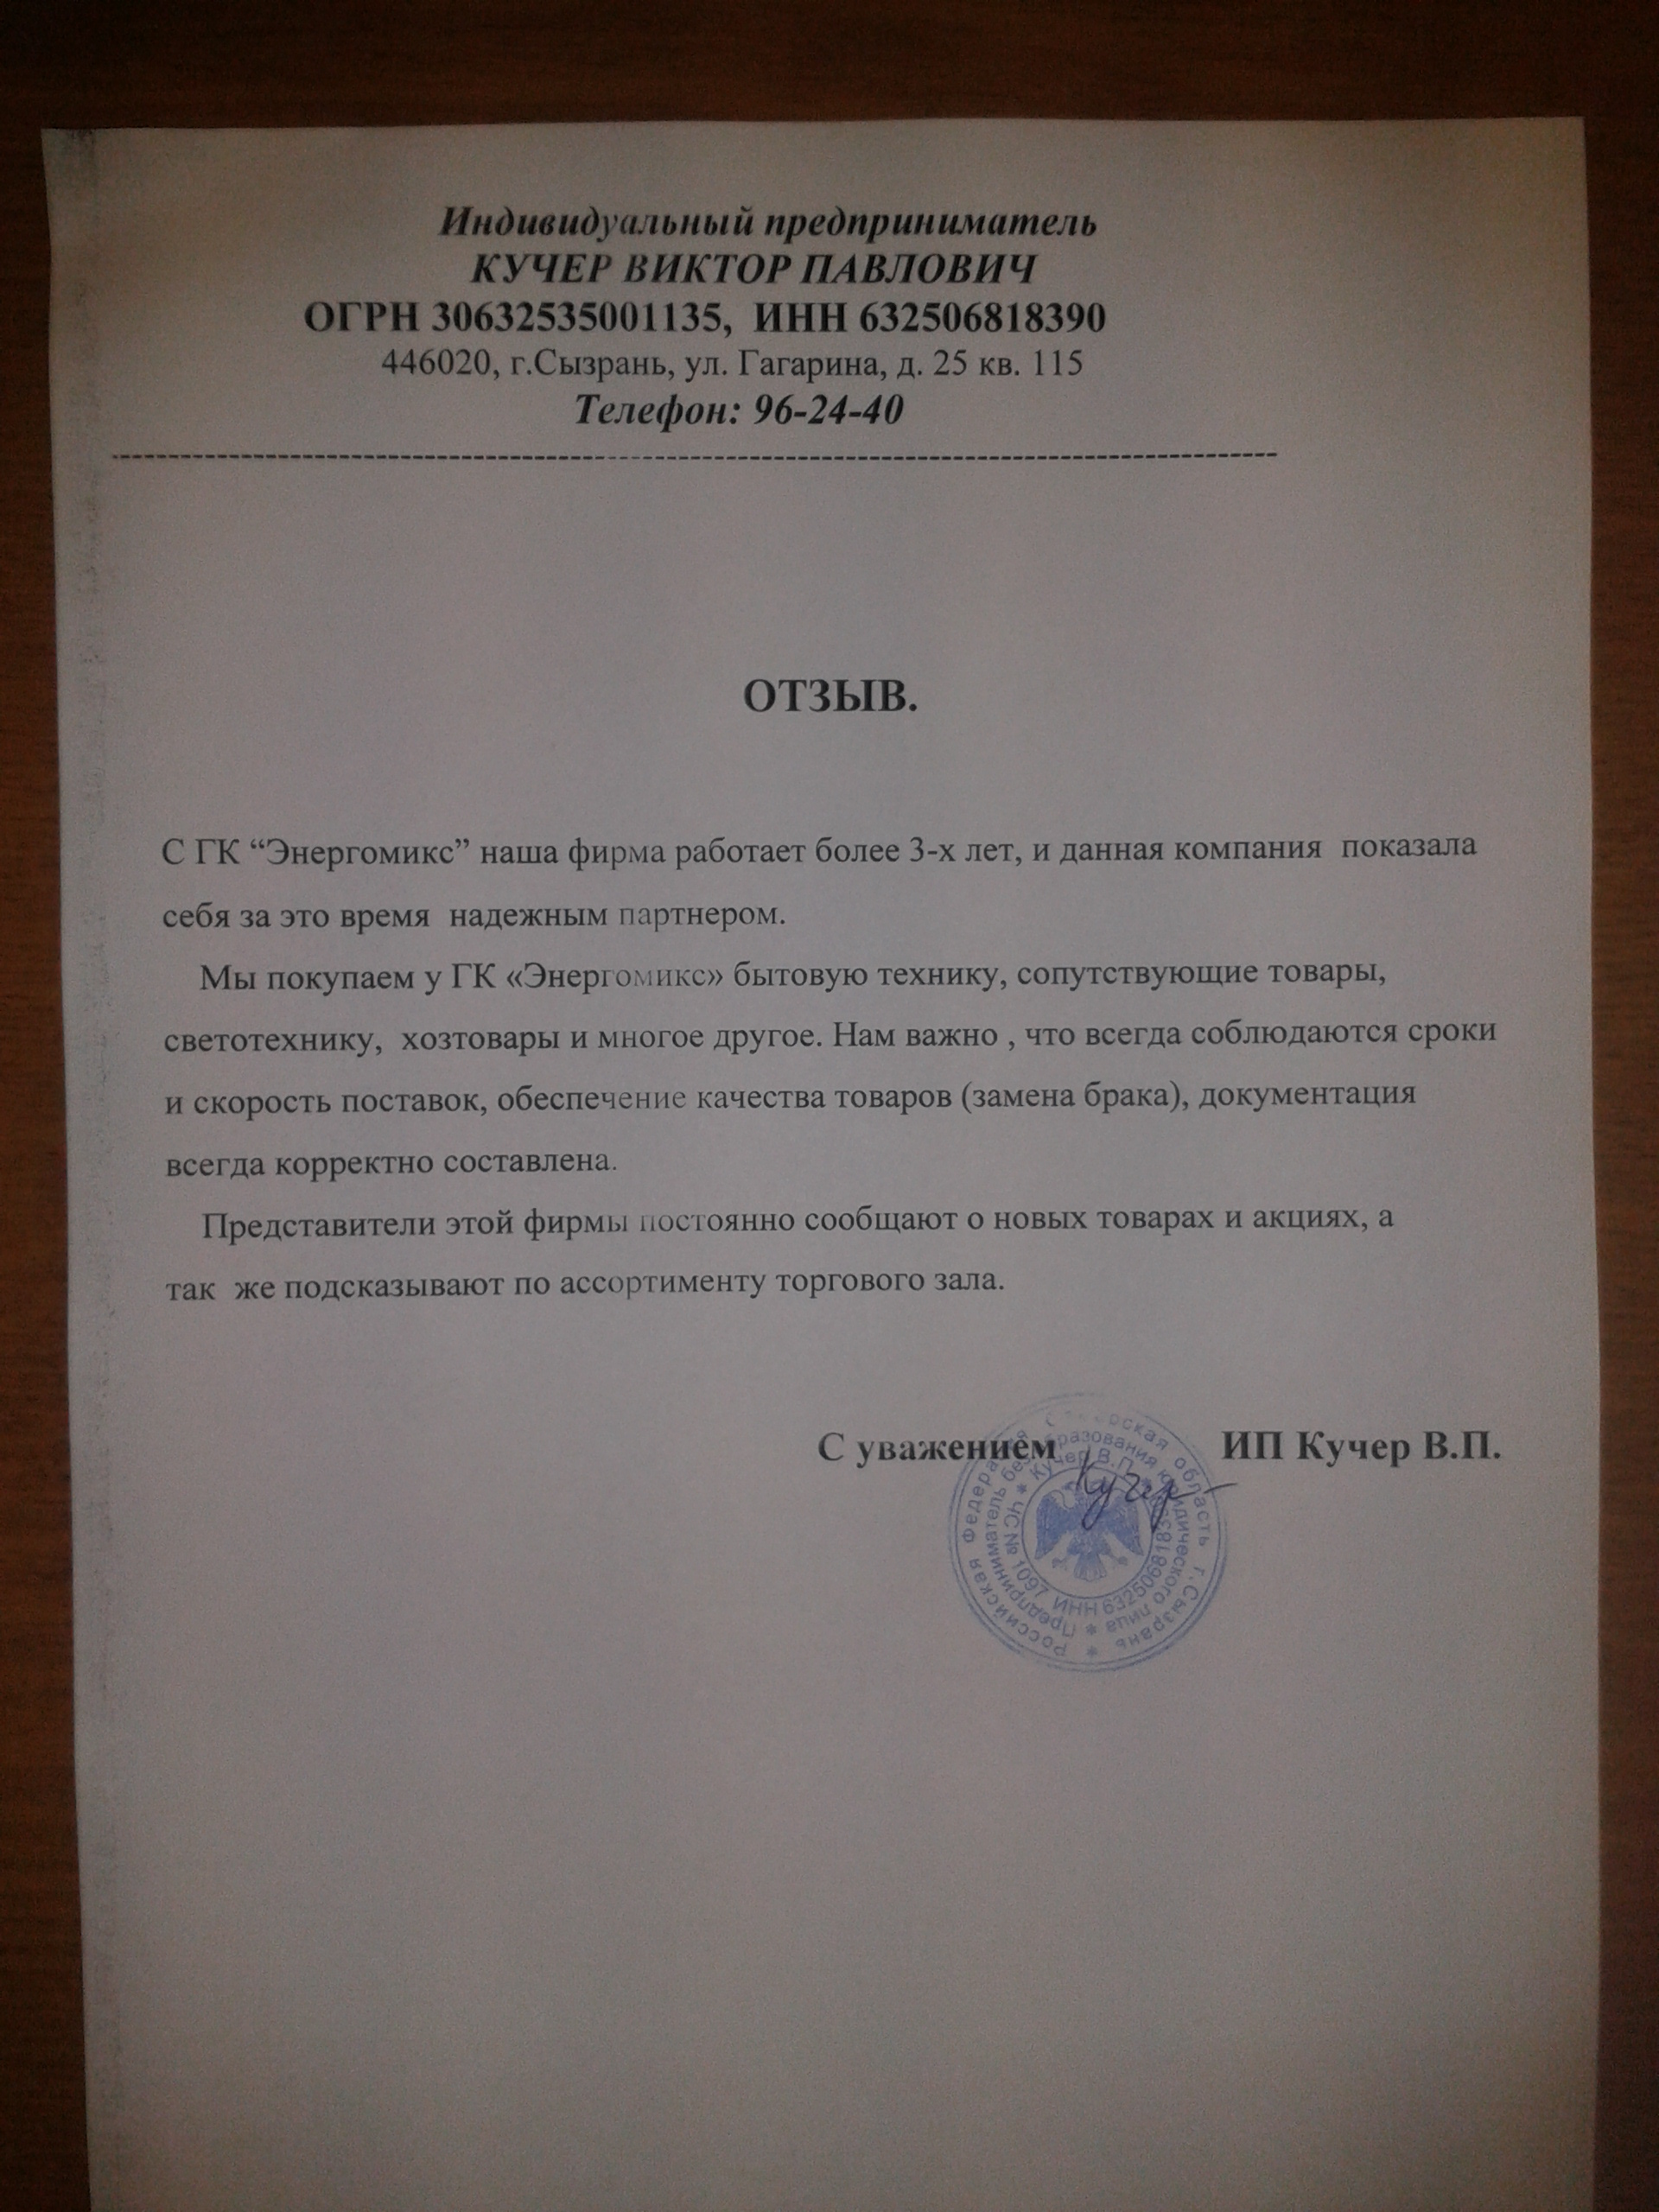 Индивидуальный предприниматель
КУЧЕР ВИКТОР ПАВЛОВИЧ
ОГРН 30632535001135, ИНН 632506818390
446020, г.Сызрань, ул. Гагарина, д. 25 кв. 115
Телефон: 96-24-40
ОТЗЫВ.
С ГК “Энергомикс” наша фирма работает более 3-х лет, и данная компания показала
себя за это время надежным партнером.
Мы покупаем у ГК «Энергомикс» бытовую технику, сопутствующие товары,
светотехнику, хозтовары и многое другое. Нам важно , что всегда соблюдаются сроки
и скорость поставок, обеспечение качества товаров (замена брака), документация
всегда корректно составлена.
Представители этой фирмы постоянно сообщают о новых товарах и акциях, а
так же подсказывают по ассортименту торгового зала.
С уважением ИП Кучер В.П.
Российская Федерация область г. Сызрань
Предприниматель без образования юридического лица
Кучер В.П.
ЧС № 1097 ИНН
Кучер